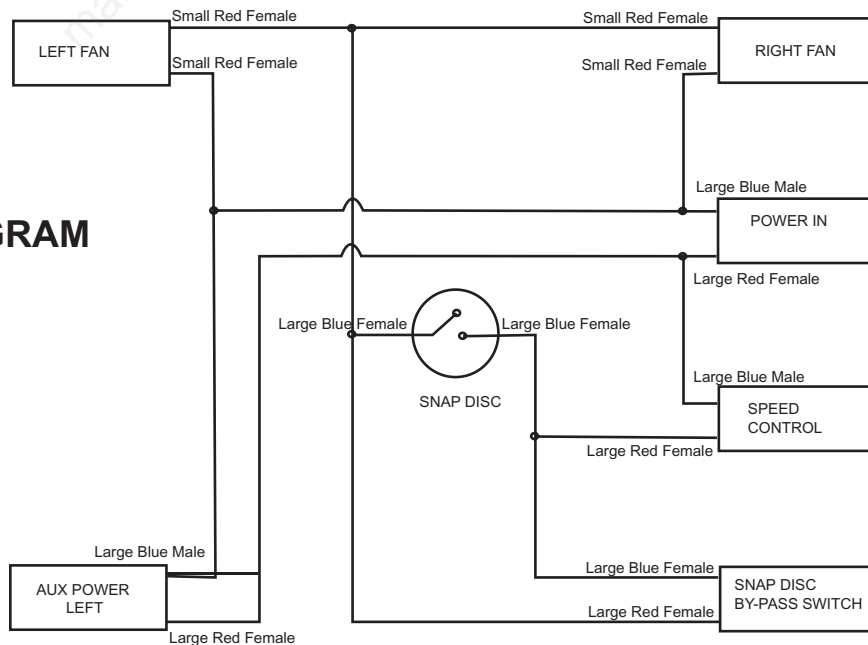 Small Red Female
Small Red Female
LEFT FAN
RIGHT FAN
Small Red Female
Small Red Female
Large Blue Male
POWER IN
Large Red Female
Large Blue Female
Large Blue Female
SNAP DISC
Large Blue Male
SPEED
CONTROL
Large Red Female
Large Blue Male
AUX POWER
LEFT
Large Red Female
Large Blue Female
SNAP DISC
BY-PASS SWITCH
Large Red Female